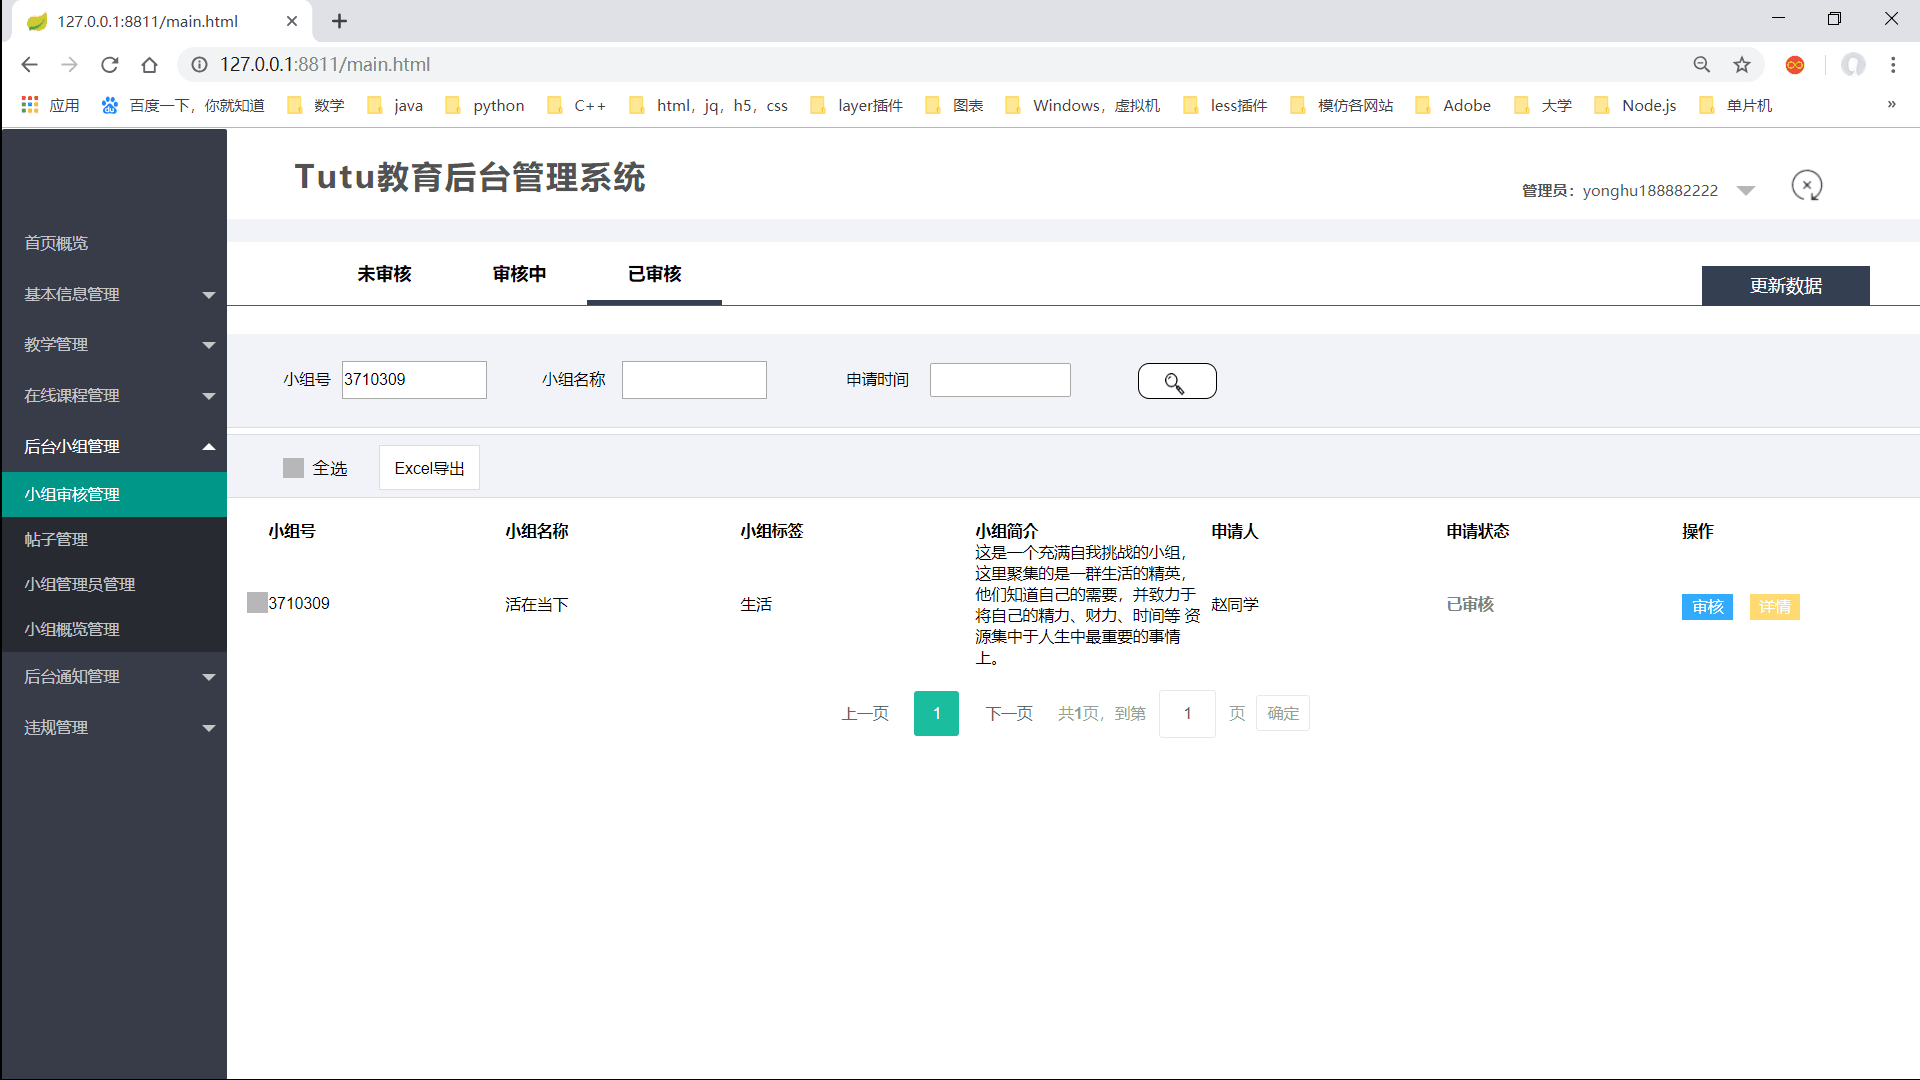 127.0.0.1:8811/main.html
127.0.0.1:8811/main.html
应用 百度一下，你就知道 数学 java python C++ html，jq，h5，css layer插件 图表 Windows，虚拟机 less插件 模仿各网站 Adobe 大学 Node.js 单片机 »
Tutu教育后台管理系统
管理员：yonghu188882222
首页概览
基本信息管理
教学管理
在线课程管理
后台小组管理
小组审核管理
帖子管理
小组管理员管理
小组概览管理
后台通知管理
违规管理
未审核 审核中 已审核
更新数据
小组号 3710309 小组名称 申请时间
全选 Excel导出
小组号 小组名称 小组标签 小组简介 申请人 申请状态 操作
3710309 活在当下 生活
这是一个充满自我挑战的小组，
这里聚集的是一群生活的精英，
他们知道自己的需要，并致力于
将自己的精力、财力、时间等 资
源集中于人生中最重要的事情
上。
赵同学 已审核 审核 详情
上一页 1 下一页 共1页，到第 1 页 确定